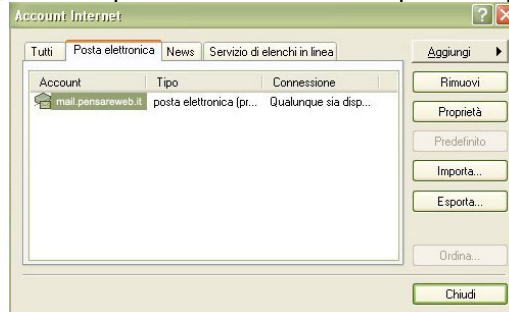 Account Internet
Tutti Posta elettronica News Servizio di elenchi in linea
Account Tipo Connessione
mail.pensareweb.it posta elettronica (pr... Qualunque sia disp...
Aggiungi
Rimuovi
Proprietà
Predefinito
Importa...
Esporta...
Ordina...
Chiudi